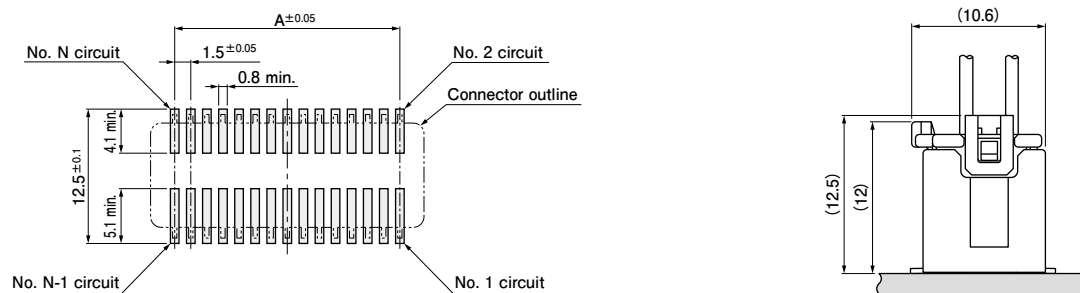 A±0.05
No. N circuit
1.5±0.05
No. 2 circuit
0.8 min.
Connector outline
4.1 min.
12.5±0.1
5.1 min.
No. N-1 circuit
No. 1 circuit
(10.6)
(12.5)
(12)